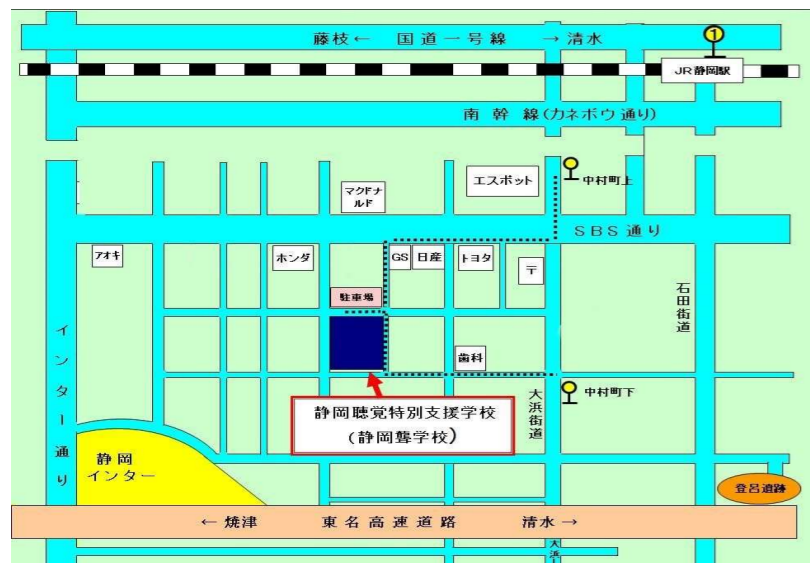 藤枝← 国道一号線 →清水
1
JR静岡駅
南幹線(カネボウ通り)
エスポット
中村町上
マクドナ
ルド
SBS通り
アオキ
ホンダ
GS
日産
トヨタ
〒
駐車場
石田街道
インター通り
歯科
大浜街道
中村町下
静岡聴覚特別支援学校
(静岡聾学校)
静岡
インター
登呂遺跡
←焼津 東名高速道路 清水→
大浜